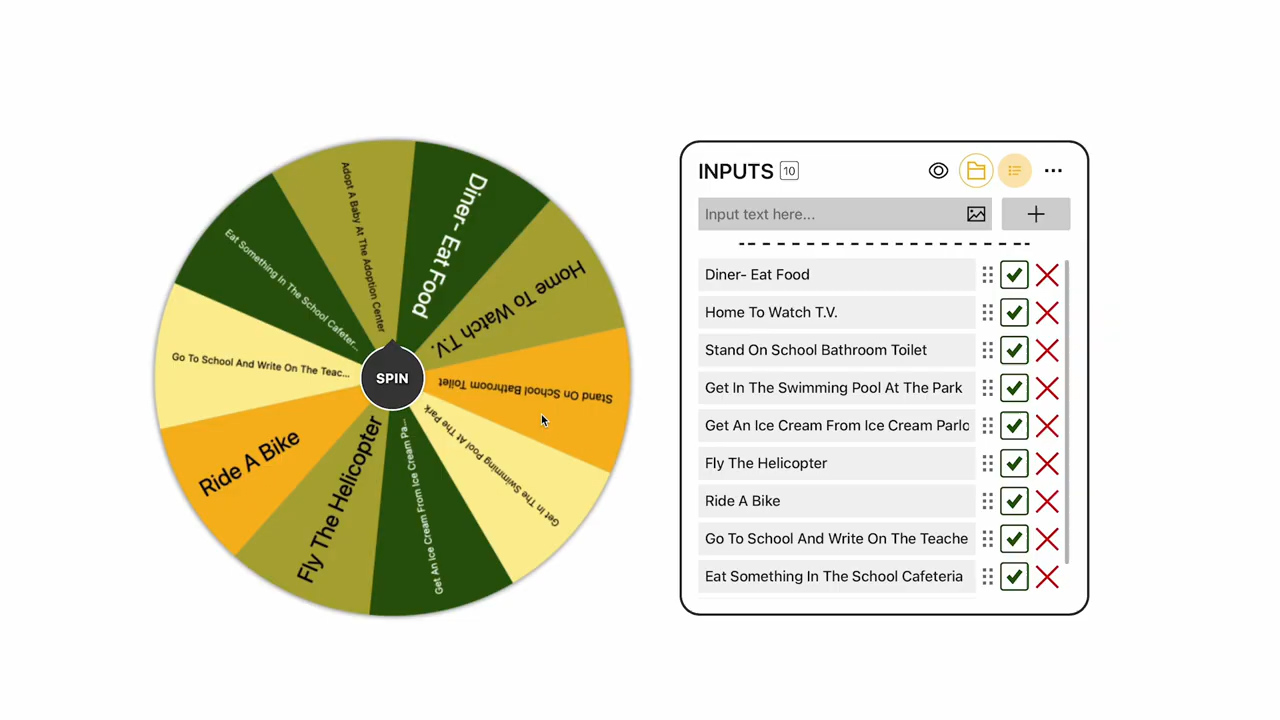 Adopt A Baby At The Adoption Center
Diner- Eat Food
Home To Watch T.V.
Stand On School Bathroom Toilet
Get In The Swimming Pool At The Park
Get An Ice Cream From Ice Cream Pa...
Fly The Helicopter
Ride A Bike
Go To School And Write On The Teac...
Eat Something In The School Cafeter...
SPIN
INPUTS 10
Input text here...
Diner- Eat Food
Home To Watch T.V.
Stand On School Bathroom Toilet
Get In The Swimming Pool At The Park
Get An Ice Cream From Ice Cream Parlo
Fly The Helicopter
Ride A Bike
Go To School And Write On The Teache
Eat Something In The School Cafeteria